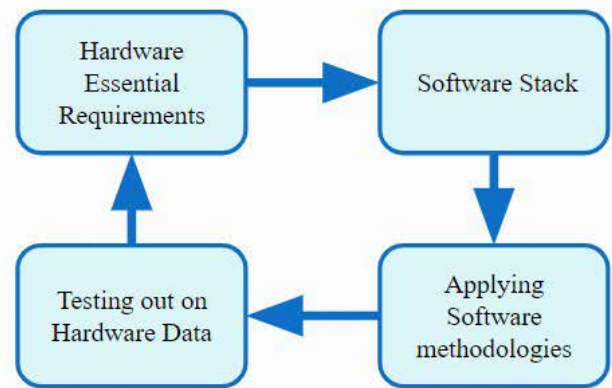 Hardware
Essential
Requirements
Software Stack
Applying
Software
methodologies
Testing out on
Hardware Data